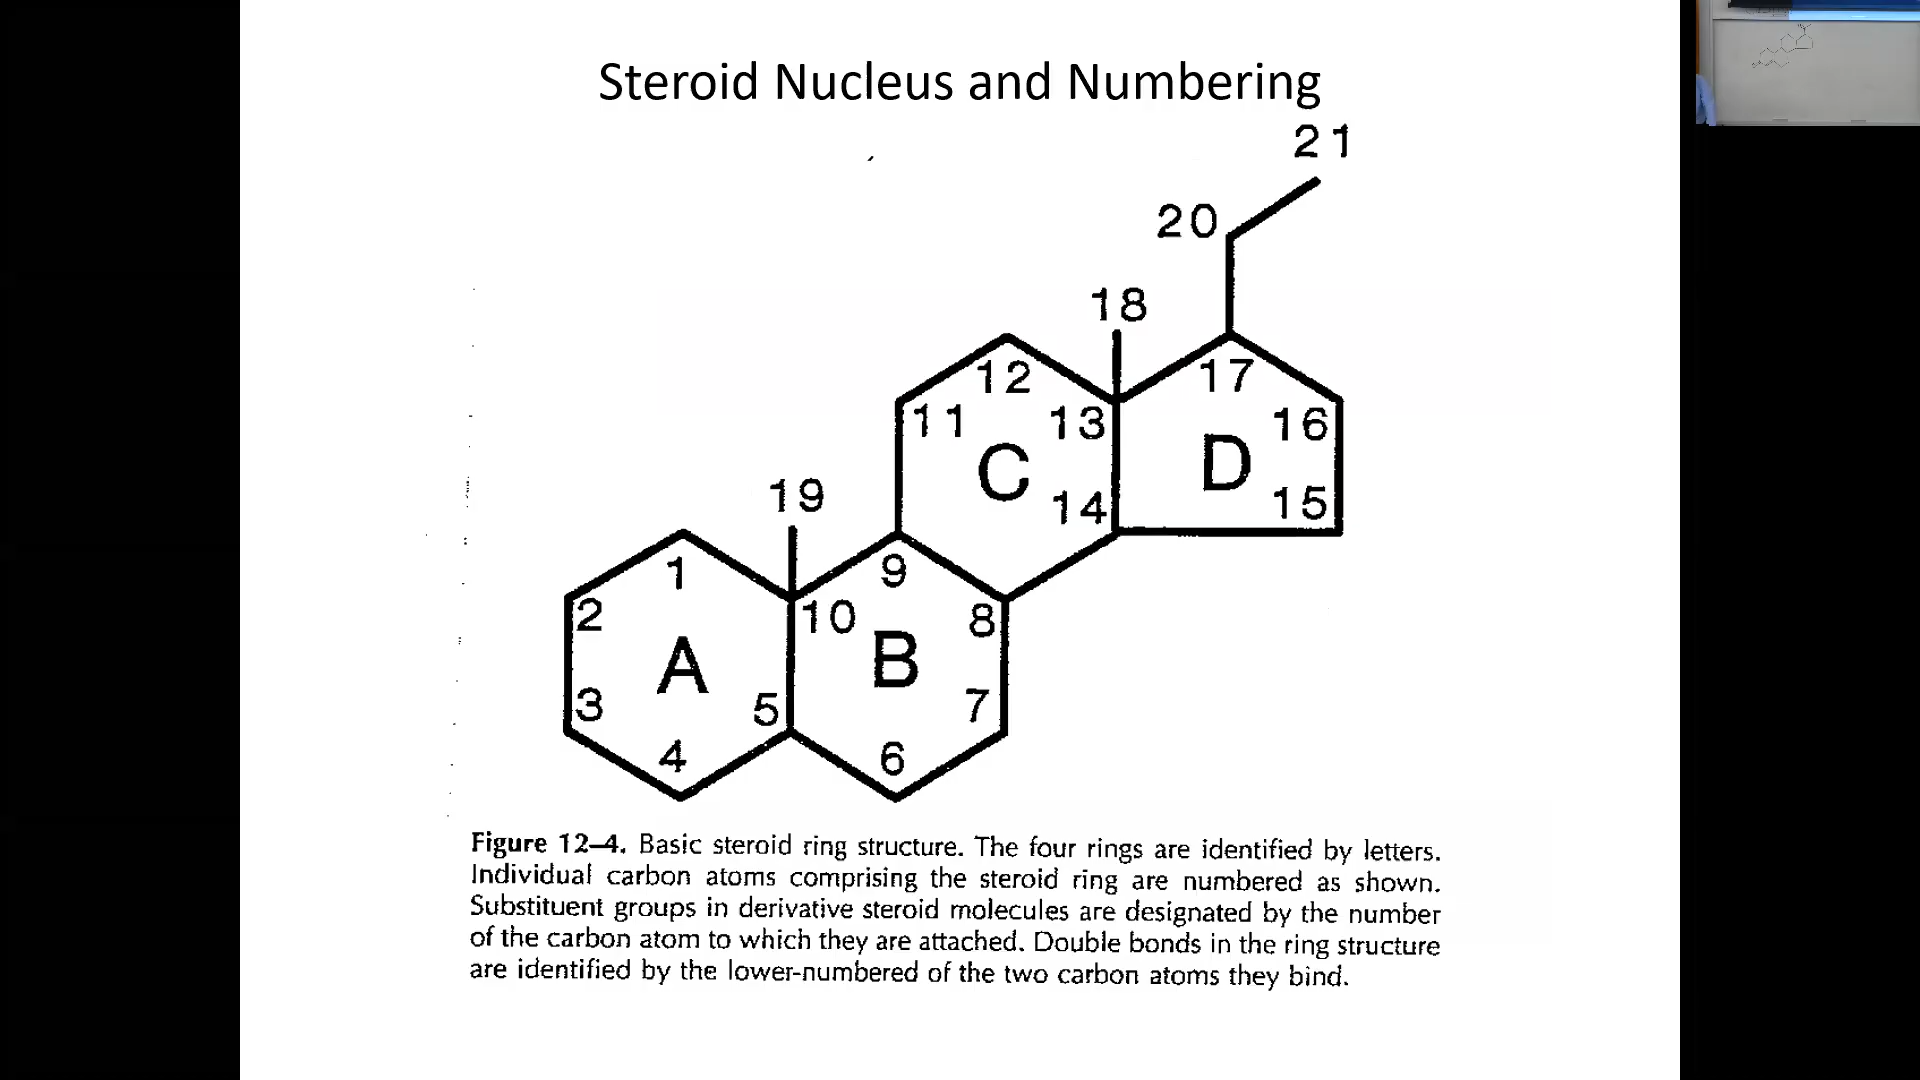 Steroid Nucleus and Numbering
21
20
18
12
17
11
13
16
C
D
19
14
15
1
9
2
10
8
A
B
3
5
7
4
6
Figure 12–4. Basic steroid ring structure. The four rings are identified by letters.
Individual carbon atoms comprising the steroid ring are numbered as shown.
Substituent groups in derivative steroid molecules are designated by the number
of the carbon atom to which they are attached. Double bonds in the ring structure
are identified by the lower-numbered of the two carbon atoms they bind.